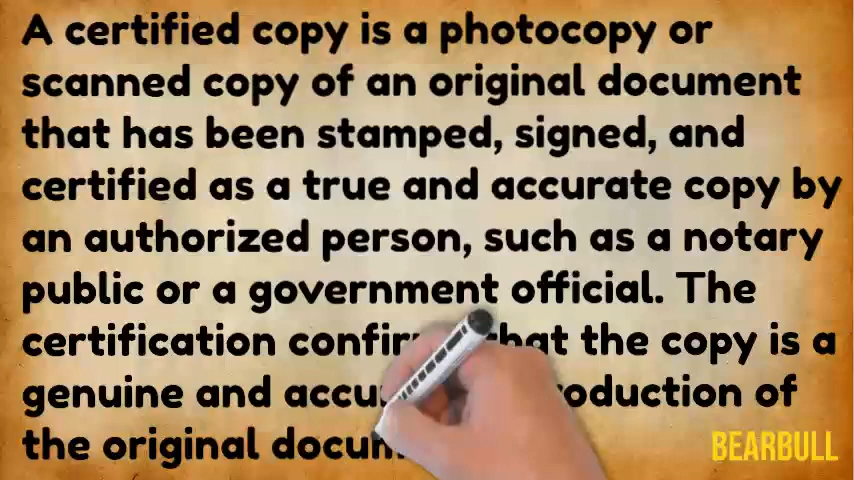 A certified copy is a photocopy or
scanned copy of an original document
that has been stamped, signed, and
certified as a true and accurate copy by
an authorized person, such as a notary
public or a government official. The
certification that the copy is a
genuine and of
the original
BEARBULL